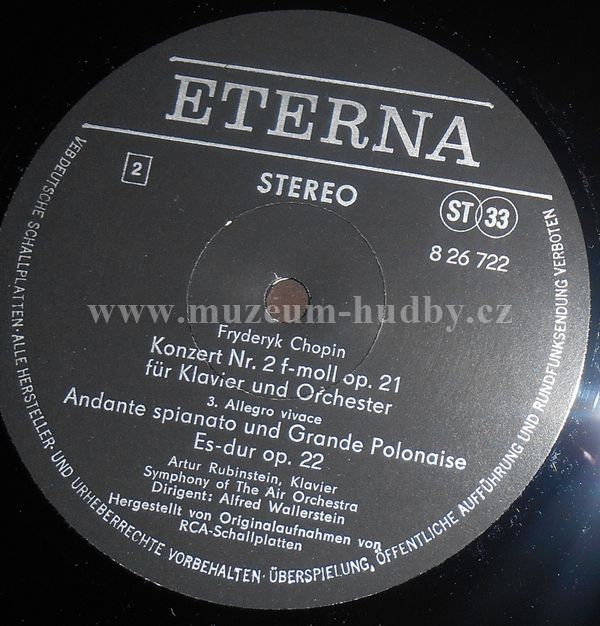 ETERNA
2
STEREO
ST 33
8 26 722
www.muzeum-hudby.cz
Fryderyk Chopin
Konzert Nr. 2 f-moll op. 21
für Klavier und Orchester
3. Allegro vivace
Andante spianato und Grande Polonaise
Es-dur op. 22
Artur Rubinstein, Klavier
Symphony of The Air Orchestra
Dirigent: Alfred Wallerstein
Hergestellt von Originalaufnahmen von
RCA-Schallplatten
VEB DEUTSCHE SCHALLPLATTEN · ALLE HERSTELLER- UND URHEBERRECHTE VORBEHALTEN · ÜBERSPIELUNG, ÖFFENTLICHE AUFFÜHRUNG UND RUNDFUNKSENDUNG VERBOTEN